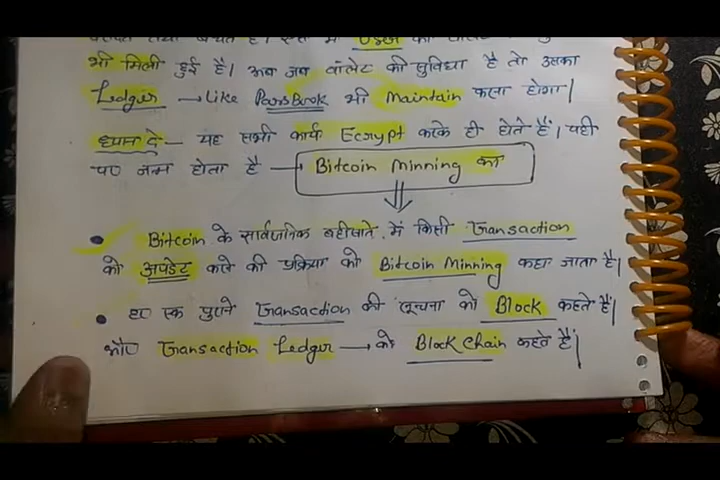 भी मिली हुई है। अब जब वॉलेट की सुविधा है तो उसका
Ledger → Like PassBook भी Maintain करना होगा।
ध्यान दे — यह सभी कार्य Ecrypt करके ही होते हैं। यही
पर जन्म होता है → Bitcoin Minning का
• Bitcoin के सार्वजनिक बहीखाते में किसी Transaction
को अपडेट करने की प्रक्रिया को Bitcoin Minning कहा जाता है।
• हर एक पुराने Transaction की सूचना को Block कहते हैं।
और Transaction Ledger → को Block Chain कहते हैं।